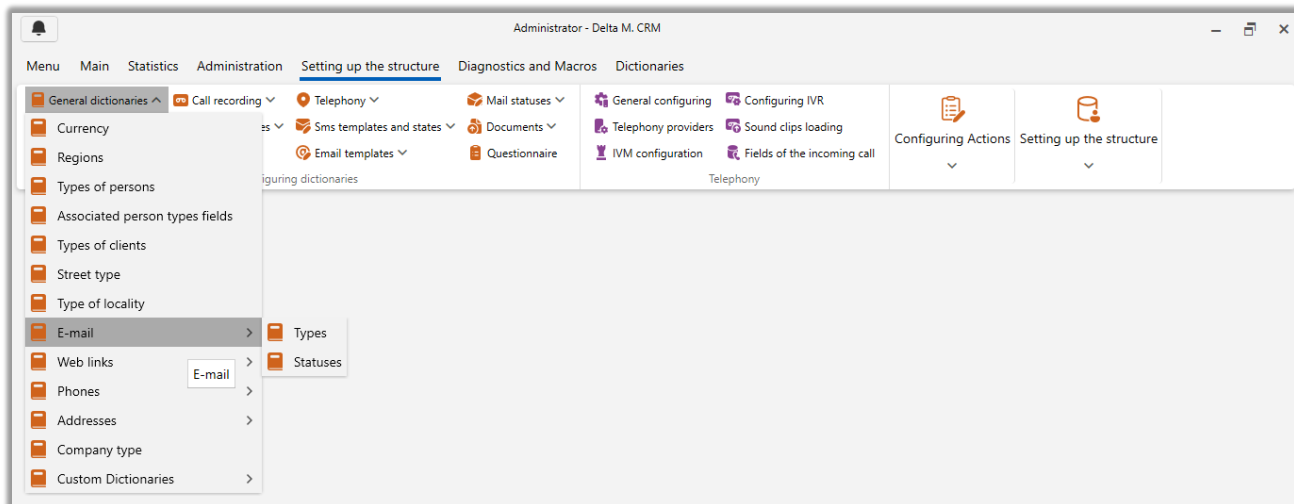 Administrator - Delta M. CRM
Menu Main Statistics Administration Setting up the structure Diagnostics and Macros Dictionaries
General dictionaries Call recording Telephony Mail statuses General configuring Configuring IVR
Sms templates and states Documents Telephony providers Sound clips loading
Email templates Questionnaire IVM configuration Fields of the incoming call
Configuring Actions Setting up the structure
dictionaries Telephony
Currency
Regions
Types of persons
Associated person types fields
Types of clients
Street type
Type of locality
E-mail Types
Web links Statuses
E-mail
Phones
Addresses
Company type
Custom Dictionaries